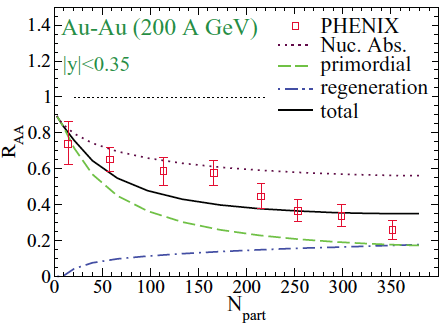 1.4
1.2
1
0.8
0.6
0.4
0.2
0
R_AA
Au-Au (200 A GeV)
|y|<0.35
PHENIX
Nuc. Abs.
primordial
regeneration
total
0 50 100 150 200 250 300 350
N_part